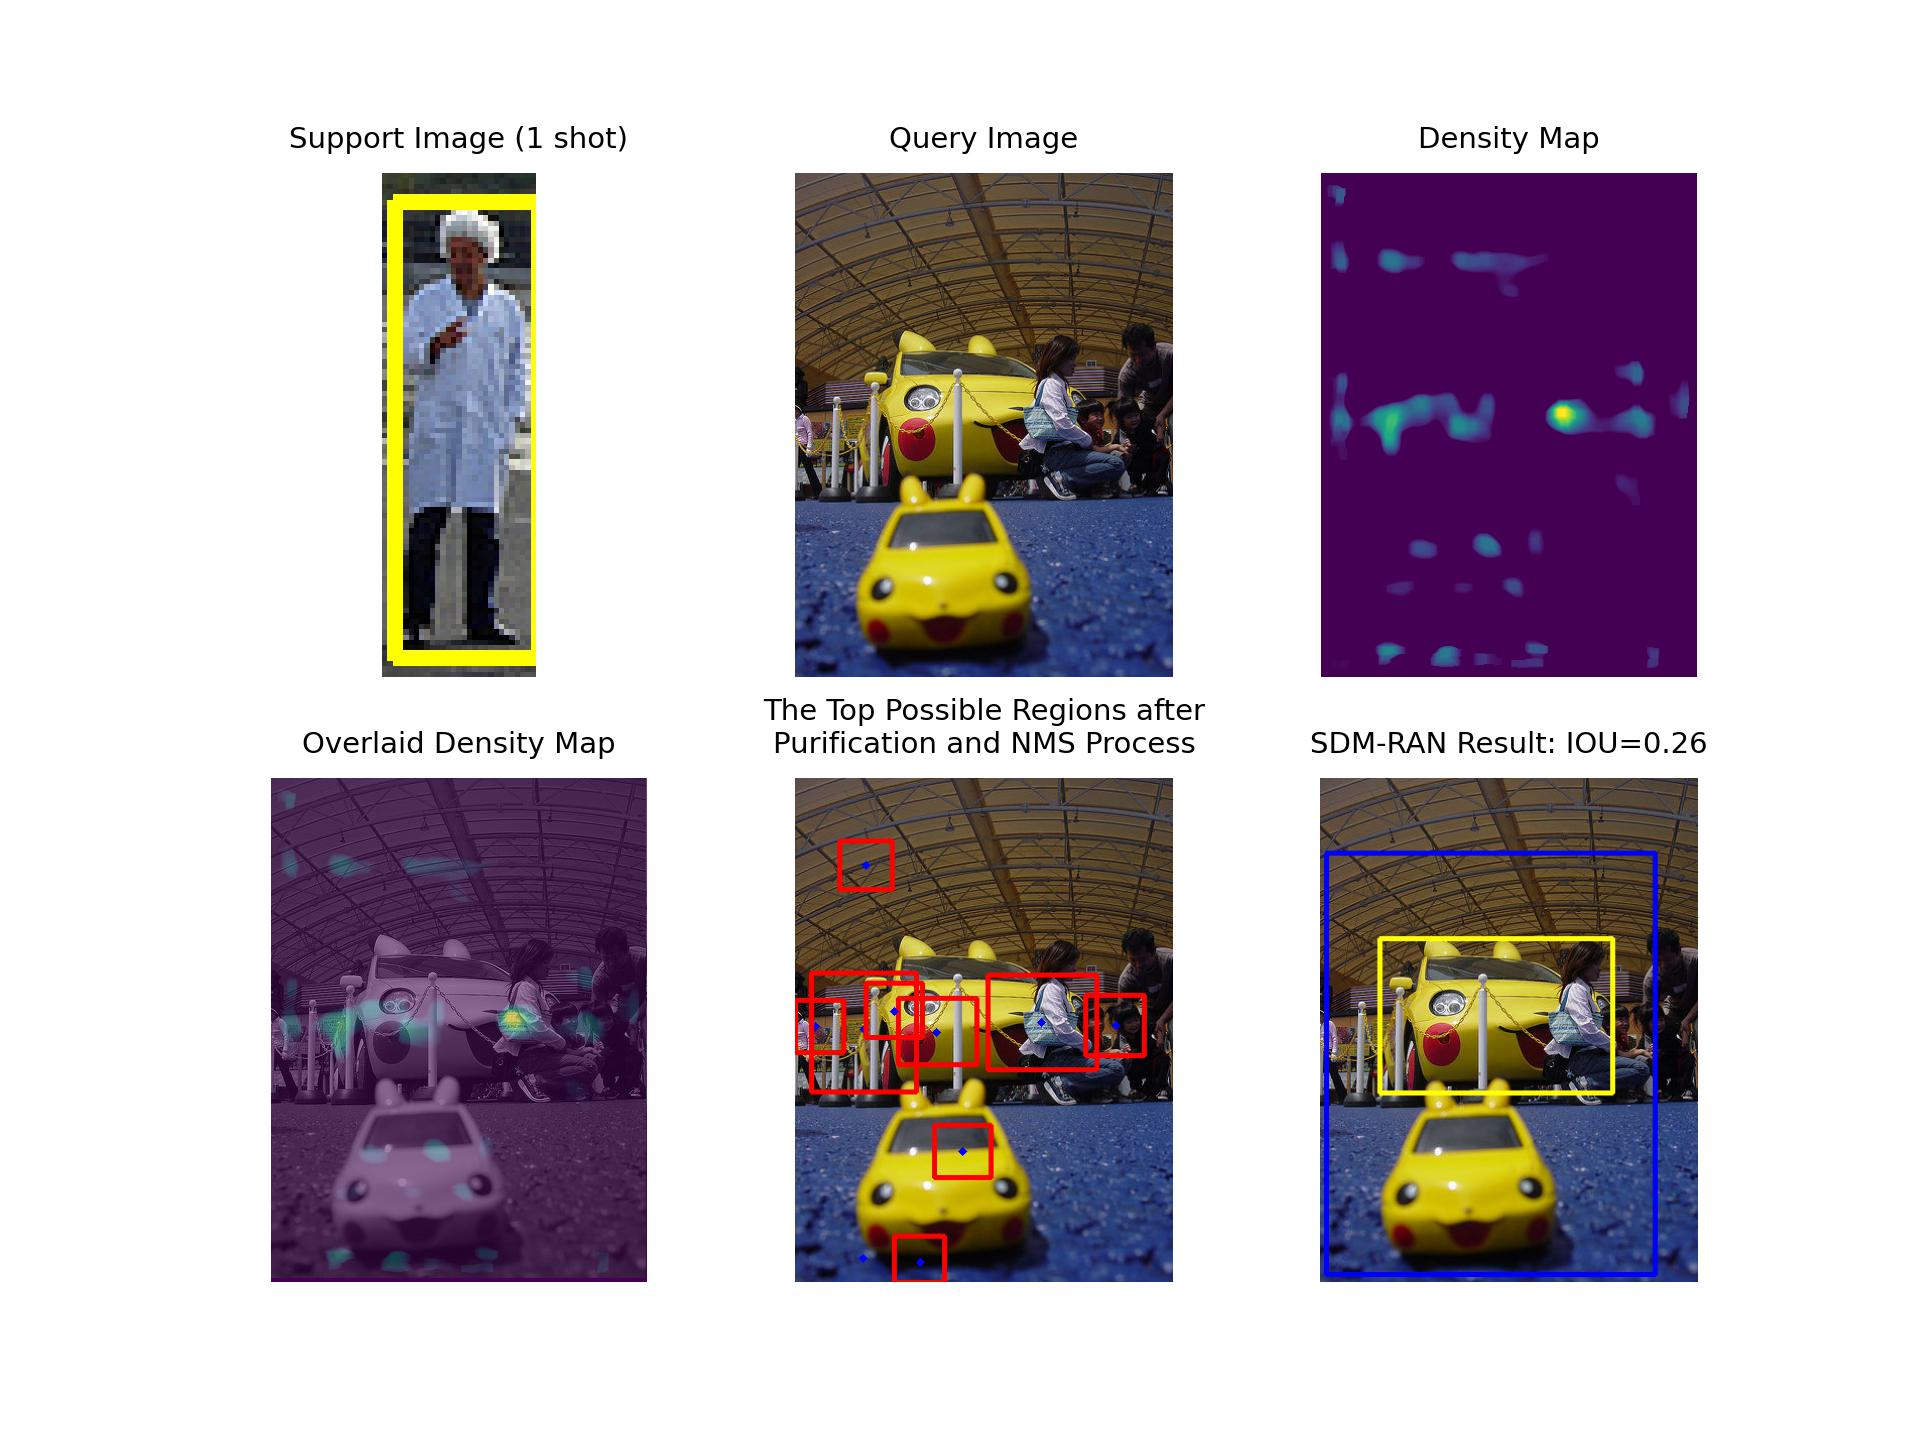 Support Image (1 shot)
Query Image
Density Map
Overlaid Density Map
The Top Possible Regions after
Purification and NMS Process
SDM-RAN Result: IOU=0.26